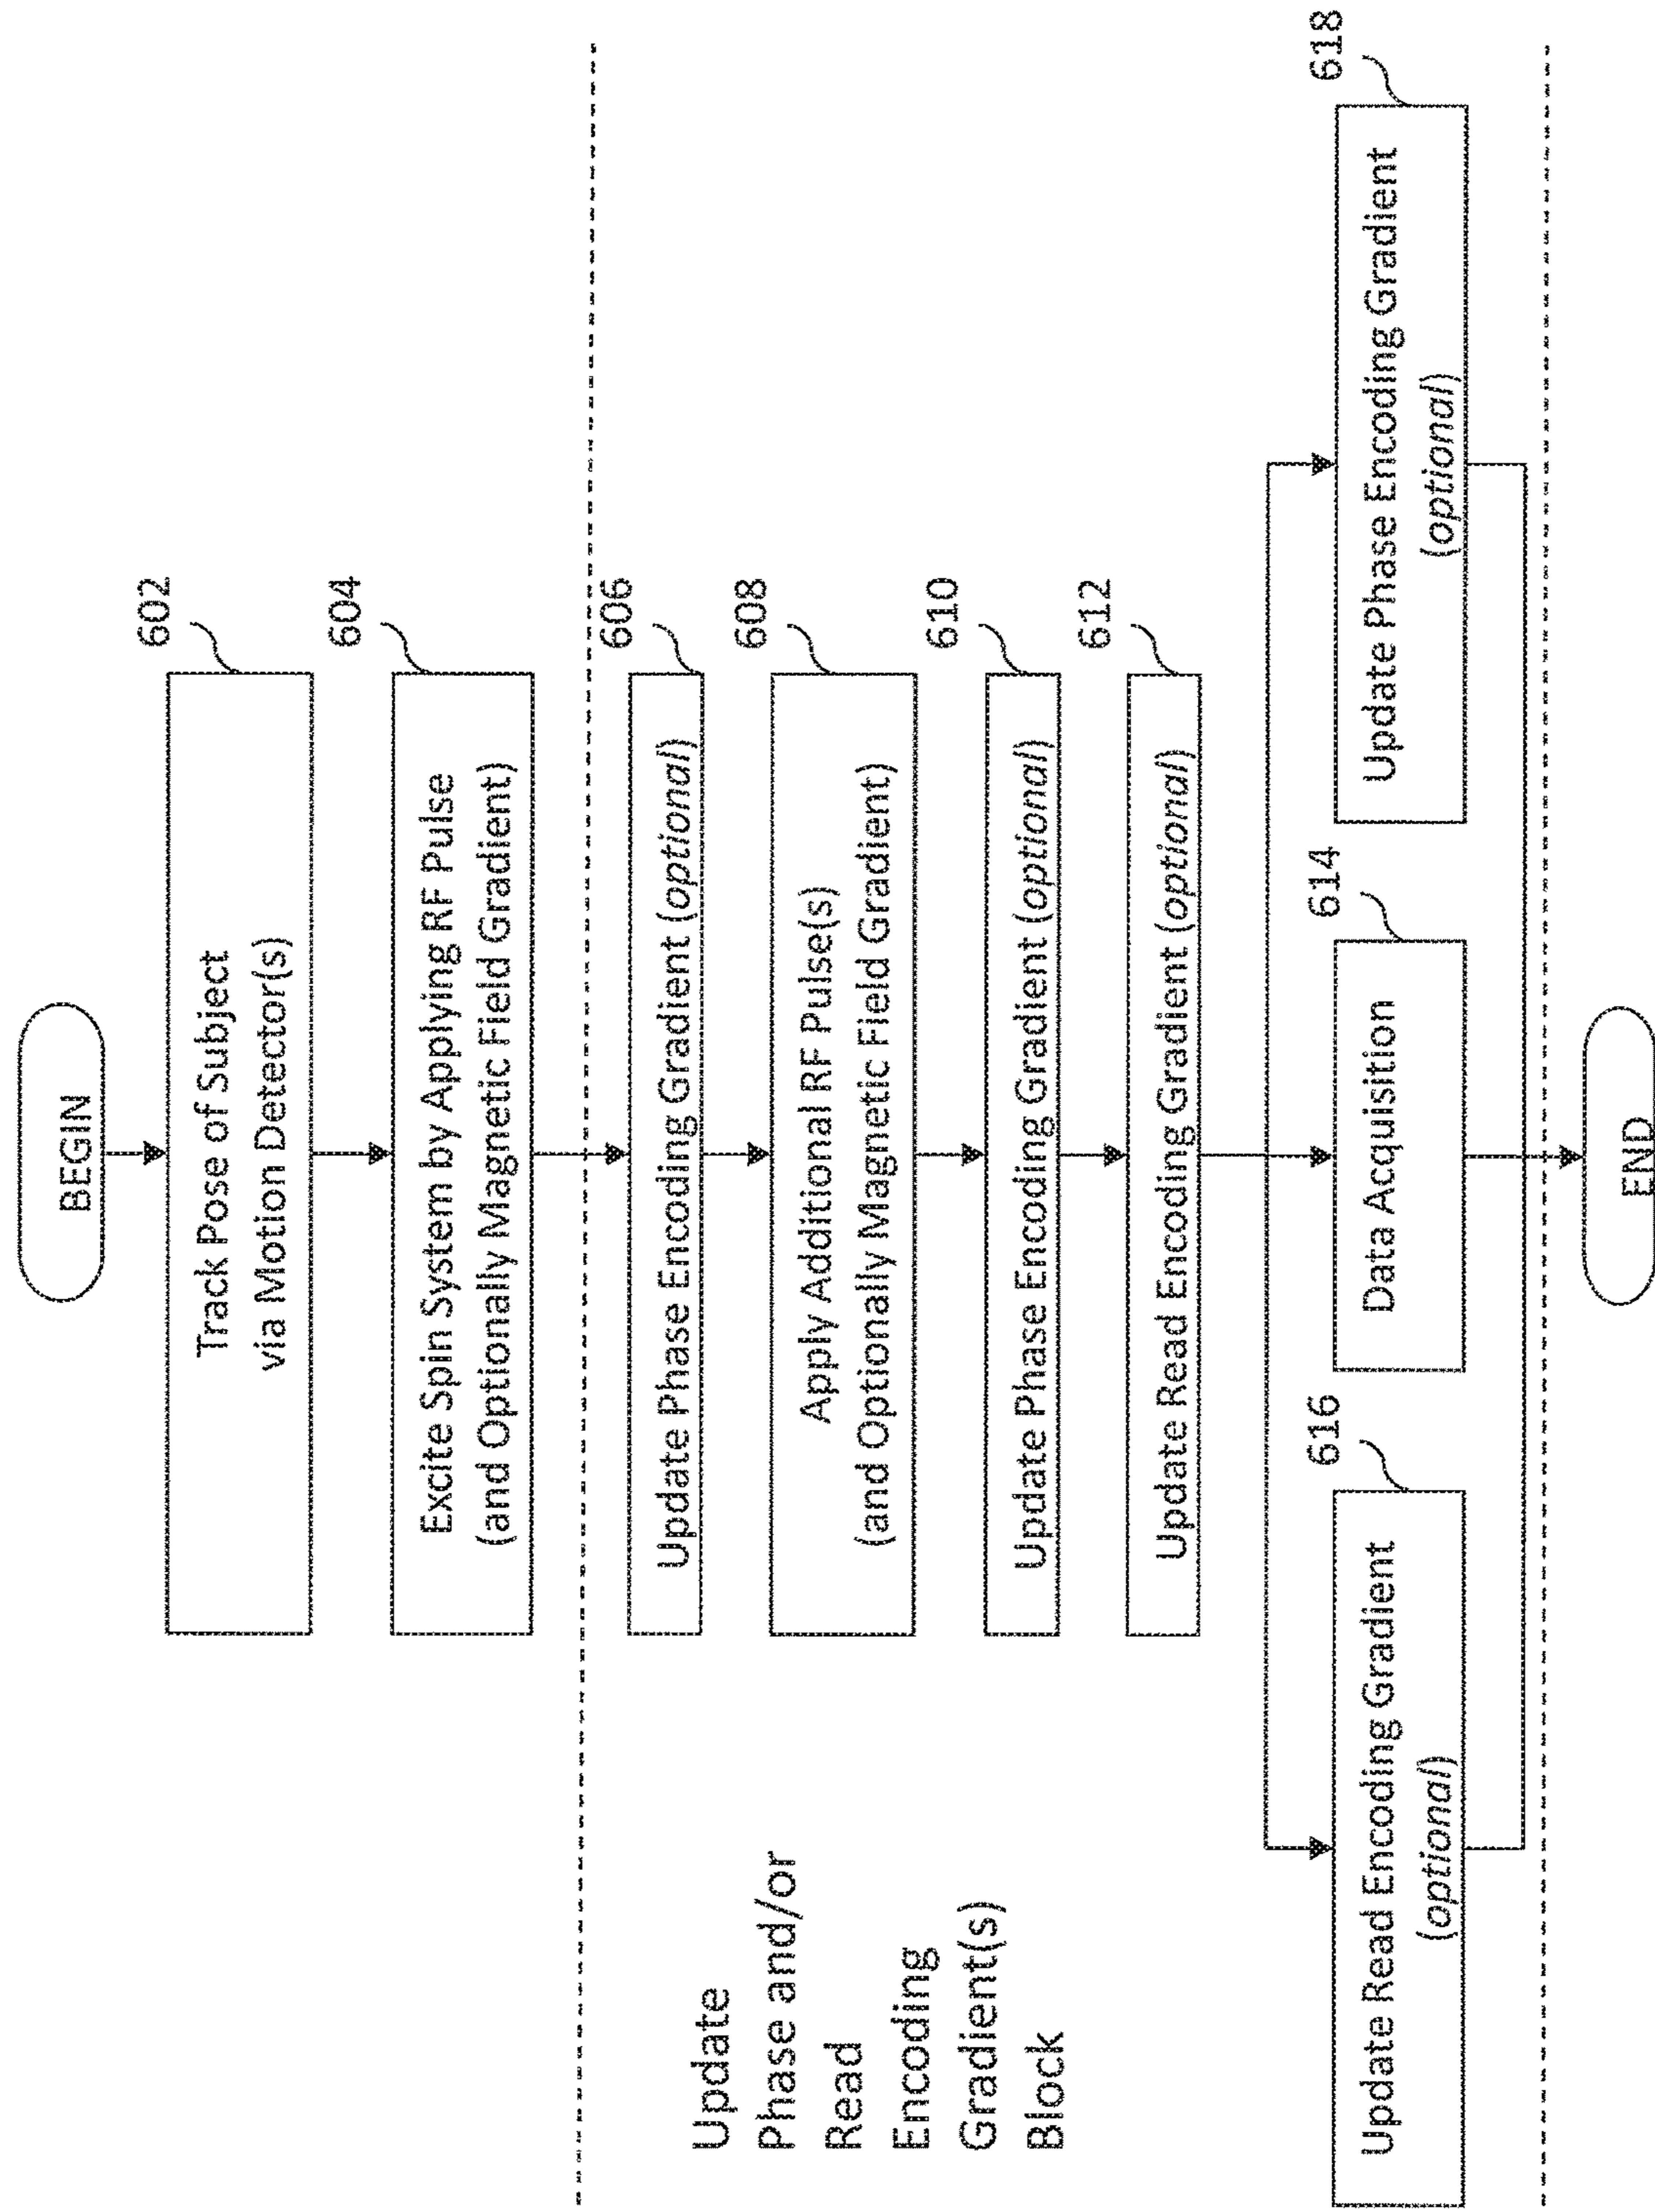 BEGIN
602
Track Pose of Subject
via Motion Detector(s)
604
Excite Spin System by Applying RF Pulse
(and Optionally Magnetic Field Gradient)
606
Update Phase Encoding Gradient (optional)
608
Apply Additional RF Pulse(s)
(and Optionally Magnetic Field Gradient)
610
Update Phase Encoding Gradient (optional)
612
Update Read Encoding Gradient (optional)
Update
Phase and/or
Read
Encoding
Gradient(s)
Block
616
Update Read Encoding Gradient
(optional)
614
Data Acquisition
618
Update Phase Encoding Gradient
(optional)
END